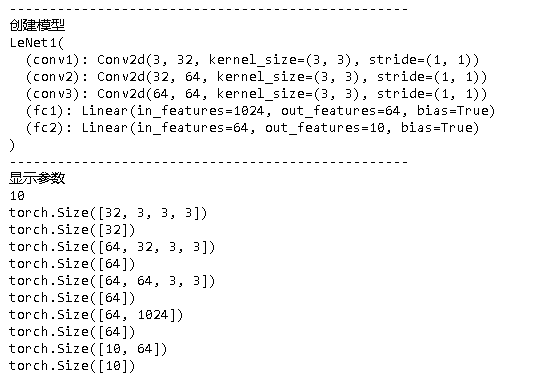 --------------------------------------------------
创建模型
LeNet1(
  (conv1): Conv2d(3, 32, kernel_size=(3, 3), stride=(1, 1))
  (conv2): Conv2d(32, 64, kernel_size=(3, 3), stride=(1, 1))
  (conv3): Conv2d(64, 64, kernel_size=(3, 3), stride=(1, 1))
  (fc1): Linear(in_features=1024, out_features=64, bias=True)
  (fc2): Linear(in_features=64, out_features=10, bias=True)
)
--------------------------------------------------
显示参数
10
torch.Size([32, 3, 3, 3])
torch.Size([32])
torch.Size([64, 32, 3, 3])
torch.Size([64])
torch.Size([64, 64, 3, 3])
torch.Size([64])
torch.Size([64, 1024])
torch.Size([64])
torch.Size([10, 64])
torch.Size([10])